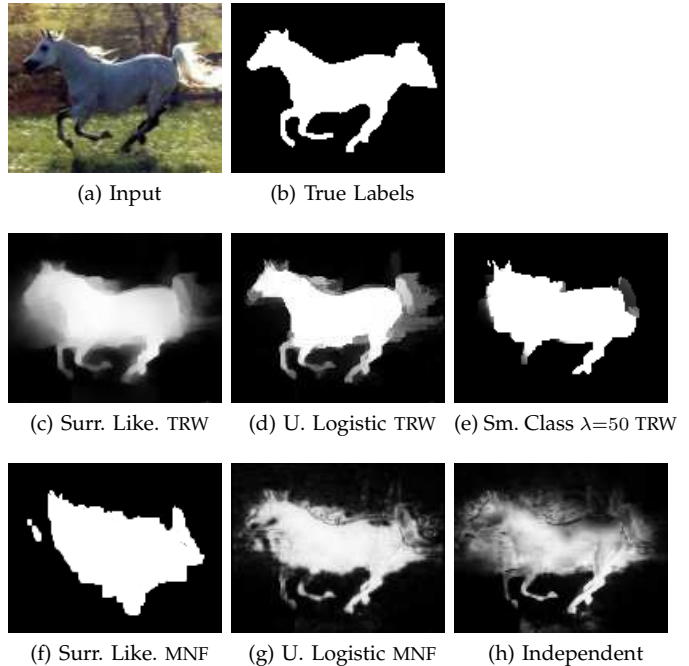 (a) Input
(b) True Labels
(c) Surr. Like. TRW
(d) U. Logistic TRW
(e) Sm. Class λ=50 TRW
(f) Surr. Like. MNF
(g) U. Logistic MNF
(h) Independent